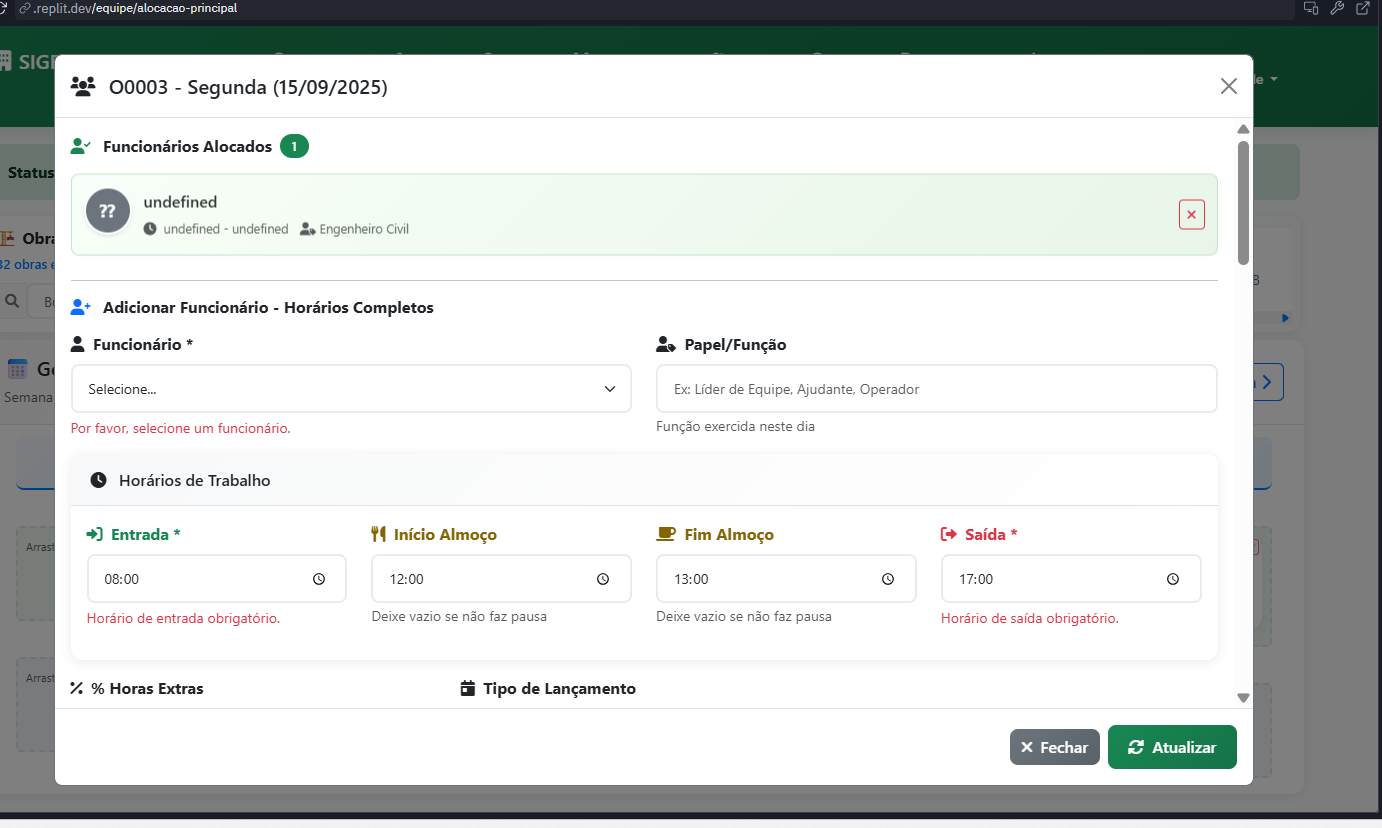 .replit.dev/equipe/alocacao-principal
SIG
O0003 - Segunda (15/09/2025)
Status
Funcionários Alocados 1
??
undefined
undefined - undefined Engenheiro Civil
Obra
32 obras e
Adicionar Funcionário - Horários Completos
Funcionário *
Papel/Função
Selecione...
Ex: Líder de Equipe, Ajudante, Operador
Semana
Por favor, selecione um funcionário.
Função exercida neste dia
Horários de Trabalho
Entrada *
Início Almoço
Fim Almoço
Saída *
Arrast
08:00
12:00
13:00
17:00
Horário de entrada obrigatório.
Deixe vazio se não faz pausa
Deixe vazio se não faz pausa
Horário de saída obrigatório.
Arrast
% Horas Extras
Tipo de Lançamento
Fechar
Atualizar